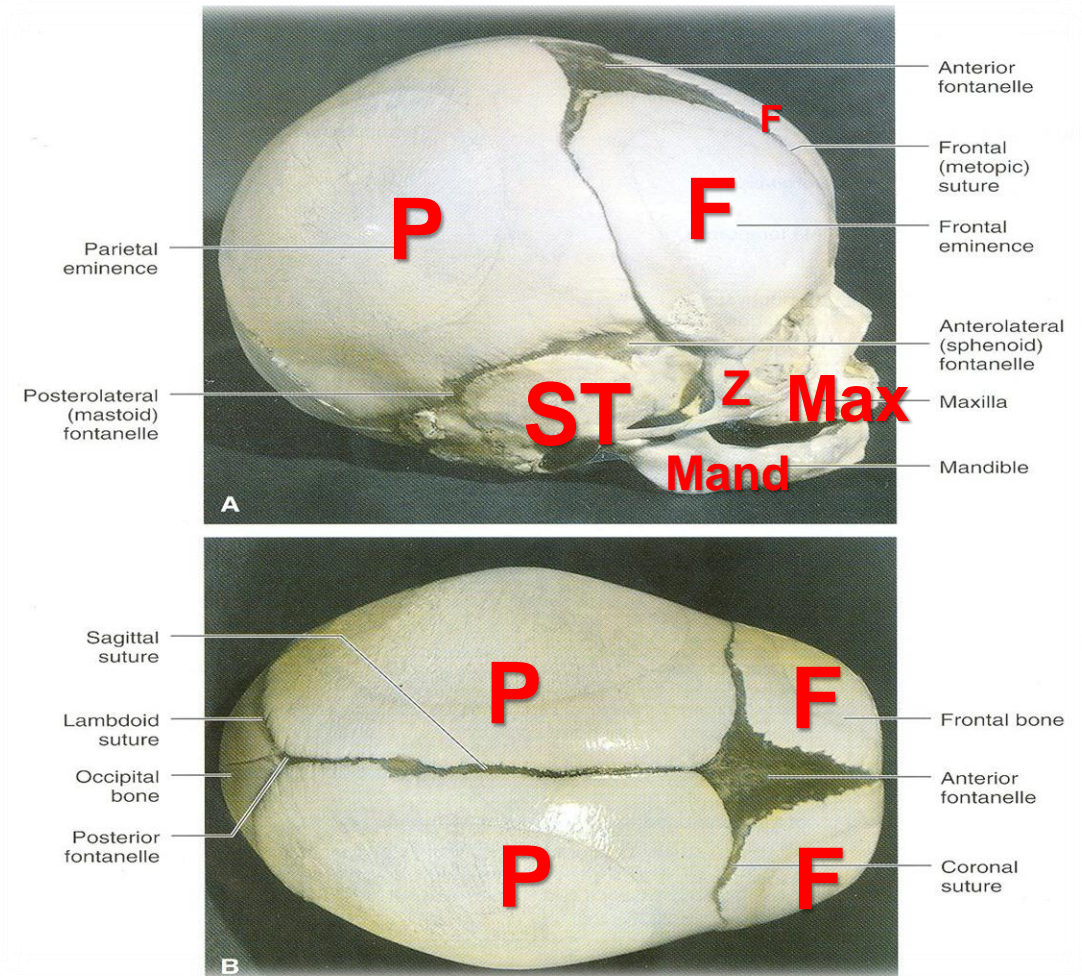 Anterior
fontanelle
F
Frontal
(metopic)
suture
P
F
Frontal
eminence
Parietal
eminence
Anterolateral
(sphenoid)
fontanelle
Posterolateral
(mastoid)
fontanelle
ST
Z
Max
Maxilla
Mand
Mandible
A
Sagittal
suture
P
F
Lambdoid
suture
Frontal bone
Occipital
bone
Anterior
fontanelle
Posterior
fontanelle
P
F
Coronal
suture
B